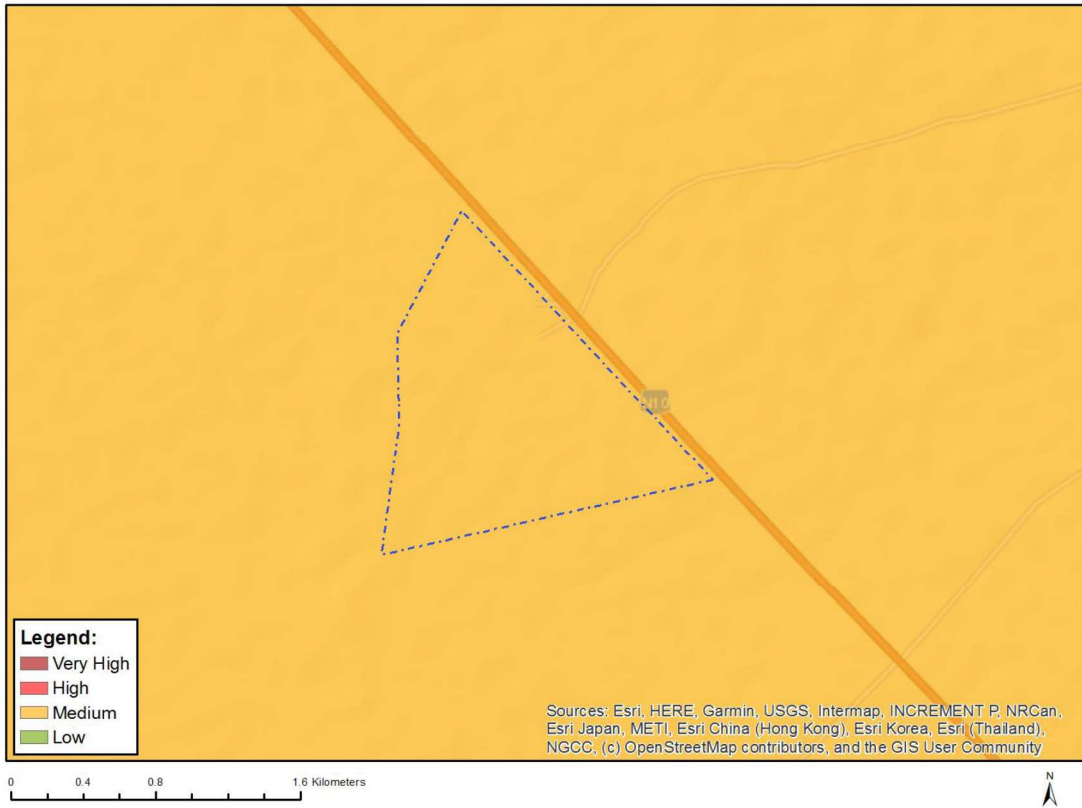 N10
Legend:
Very High
High
Medium
Low
Sources: Esri, HERE, Garmin, USGS, Intermap, INCREMENT P, NRCan,
Esri Japan, METI, Esri China (Hong Kong), Esri Korea, Esri (Thailand),
NGCC, (c) OpenStreetMap contributors, and the GIS User Community
0 0.4 0.8 1.6 Kilometers
N